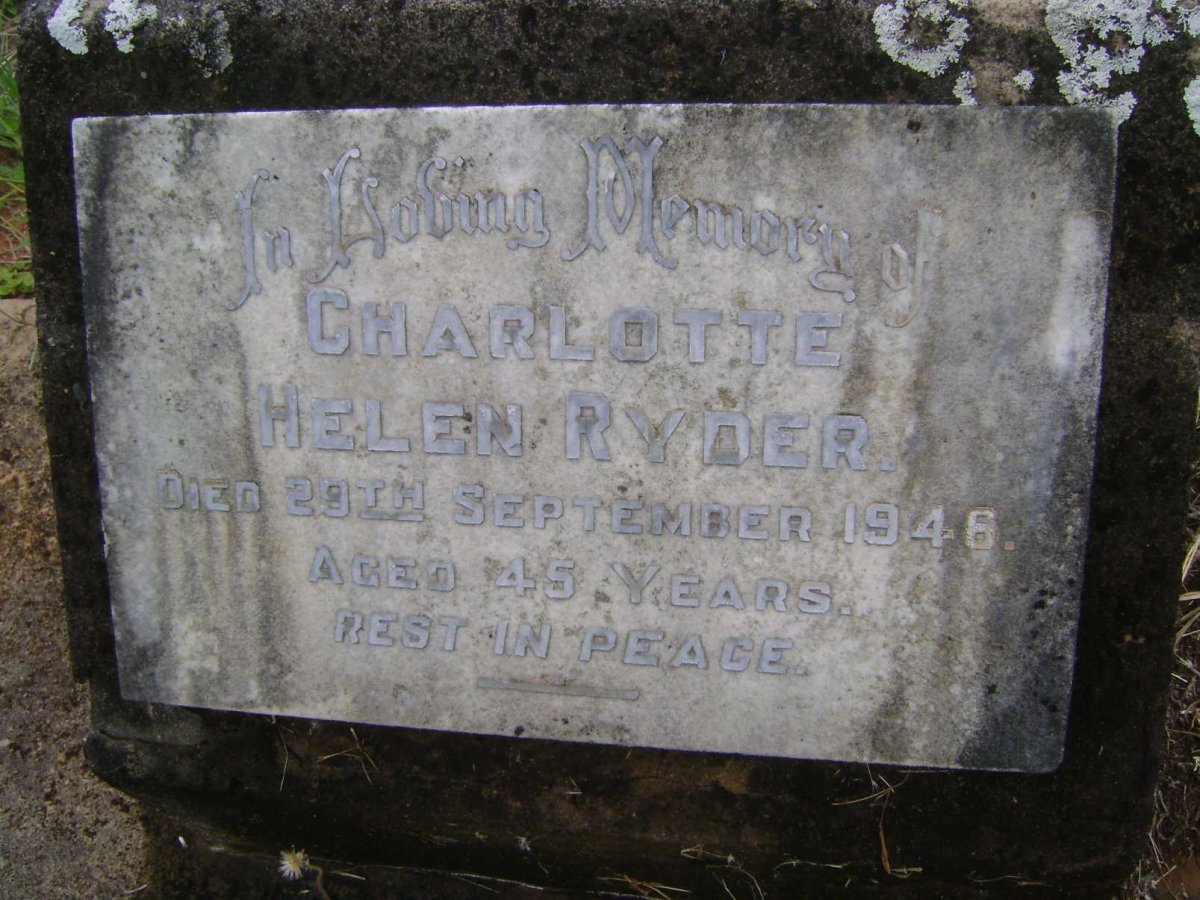 In Loving Memory of
CHARLOTTE
HELEN RYDER.
DIED 29TH SEPTEMBER 1946.
AGED 45 YEARS.
REST IN PEACE.